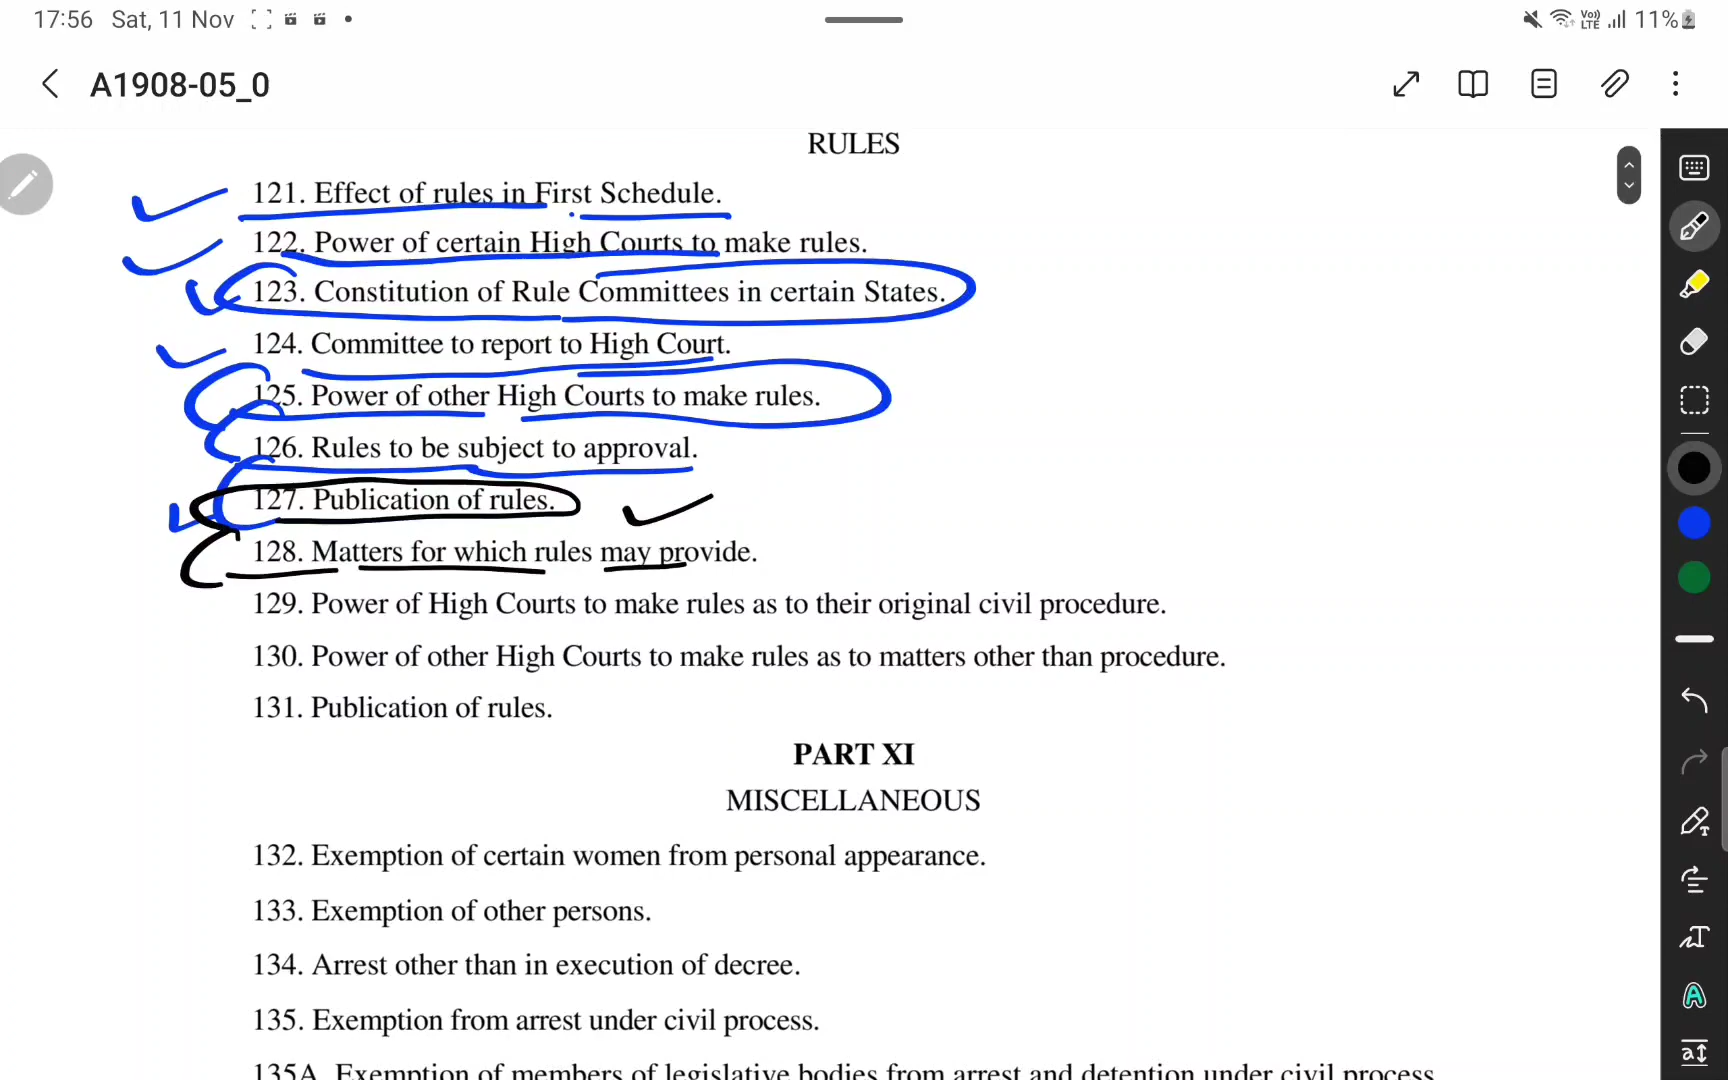 17:56 Sat, 11 Nov
Vo)) LTE 11%
A1908-05_0
RULES
121. Effect of rules in First Schedule.
122. Power of certain High Courts to make rules.
123. Constitution of Rule Committees in certain States.
124. Committee to report to High Court.
125. Power of other High Courts to make rules.
126. Rules to be subject to approval.
127. Publication of rules.
128. Matters for which rules may provide.
129. Power of High Courts to make rules as to their original civil procedure.
130. Power of other High Courts to make rules as to matters other than procedure.
131. Publication of rules.
PART XI
MISCELLANEOUS
132. Exemption of certain women from personal appearance.
133. Exemption of other persons.
134. Arrest other than in execution of decree.
135. Exemption from arrest under civil process.
135A. Exemption of members of legislative bodies from arrest and detention under civil process